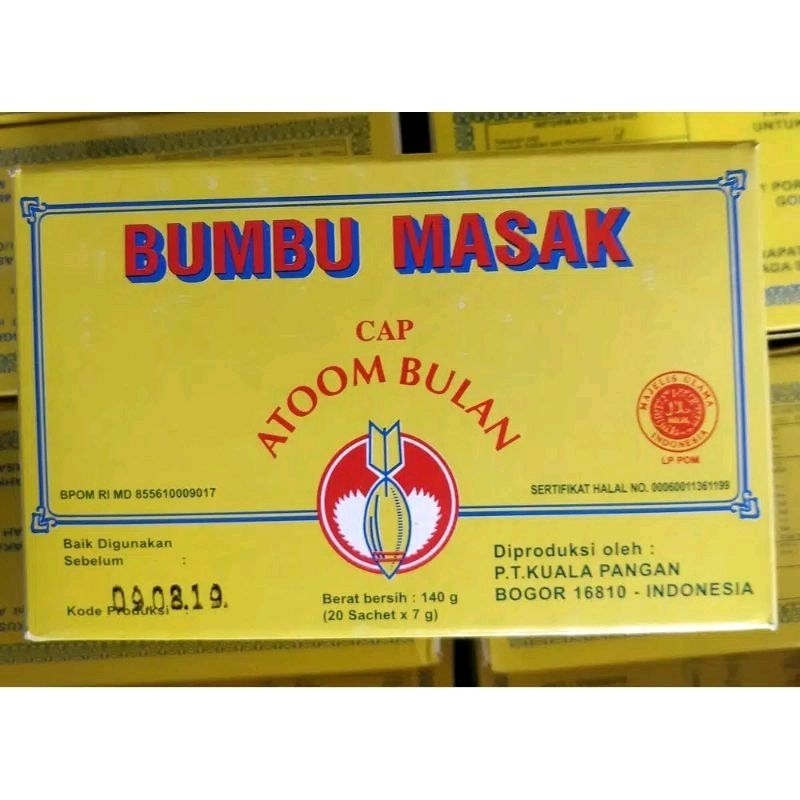 BUMBU MASAK
CAP
ATOOM BULAN
MAJELIS ULAMA
HALAL
INDONESIA
LP POM
BPOM RI MD 855610009017
SERTIFIKAT HALAL NO. 00060011361199
Baik Digunakan
Sebelum :
09.08.19.
Kode Produksi :
Berat bersih : 140 g
(20 Sachet x 7 g)
Diproduksi oleh :
P.T.KUALA PANGAN
BOGOR 16810 - INDONESIA